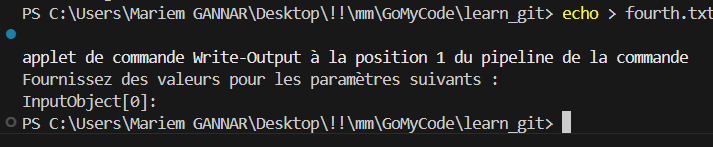 PS C:\Users\Mariem GANNAR\Desktop\!!\mm\GoMyCode\learn_git> echo > fourth.txt
applet de commande Write-Output à la position 1 du pipeline de la commande
Fournissez des valeurs pour les paramètres suivants :
InputObject[0]:
PS C:\Users\Mariem GANNAR\Desktop\!!\mm\GoMyCode\learn_git>